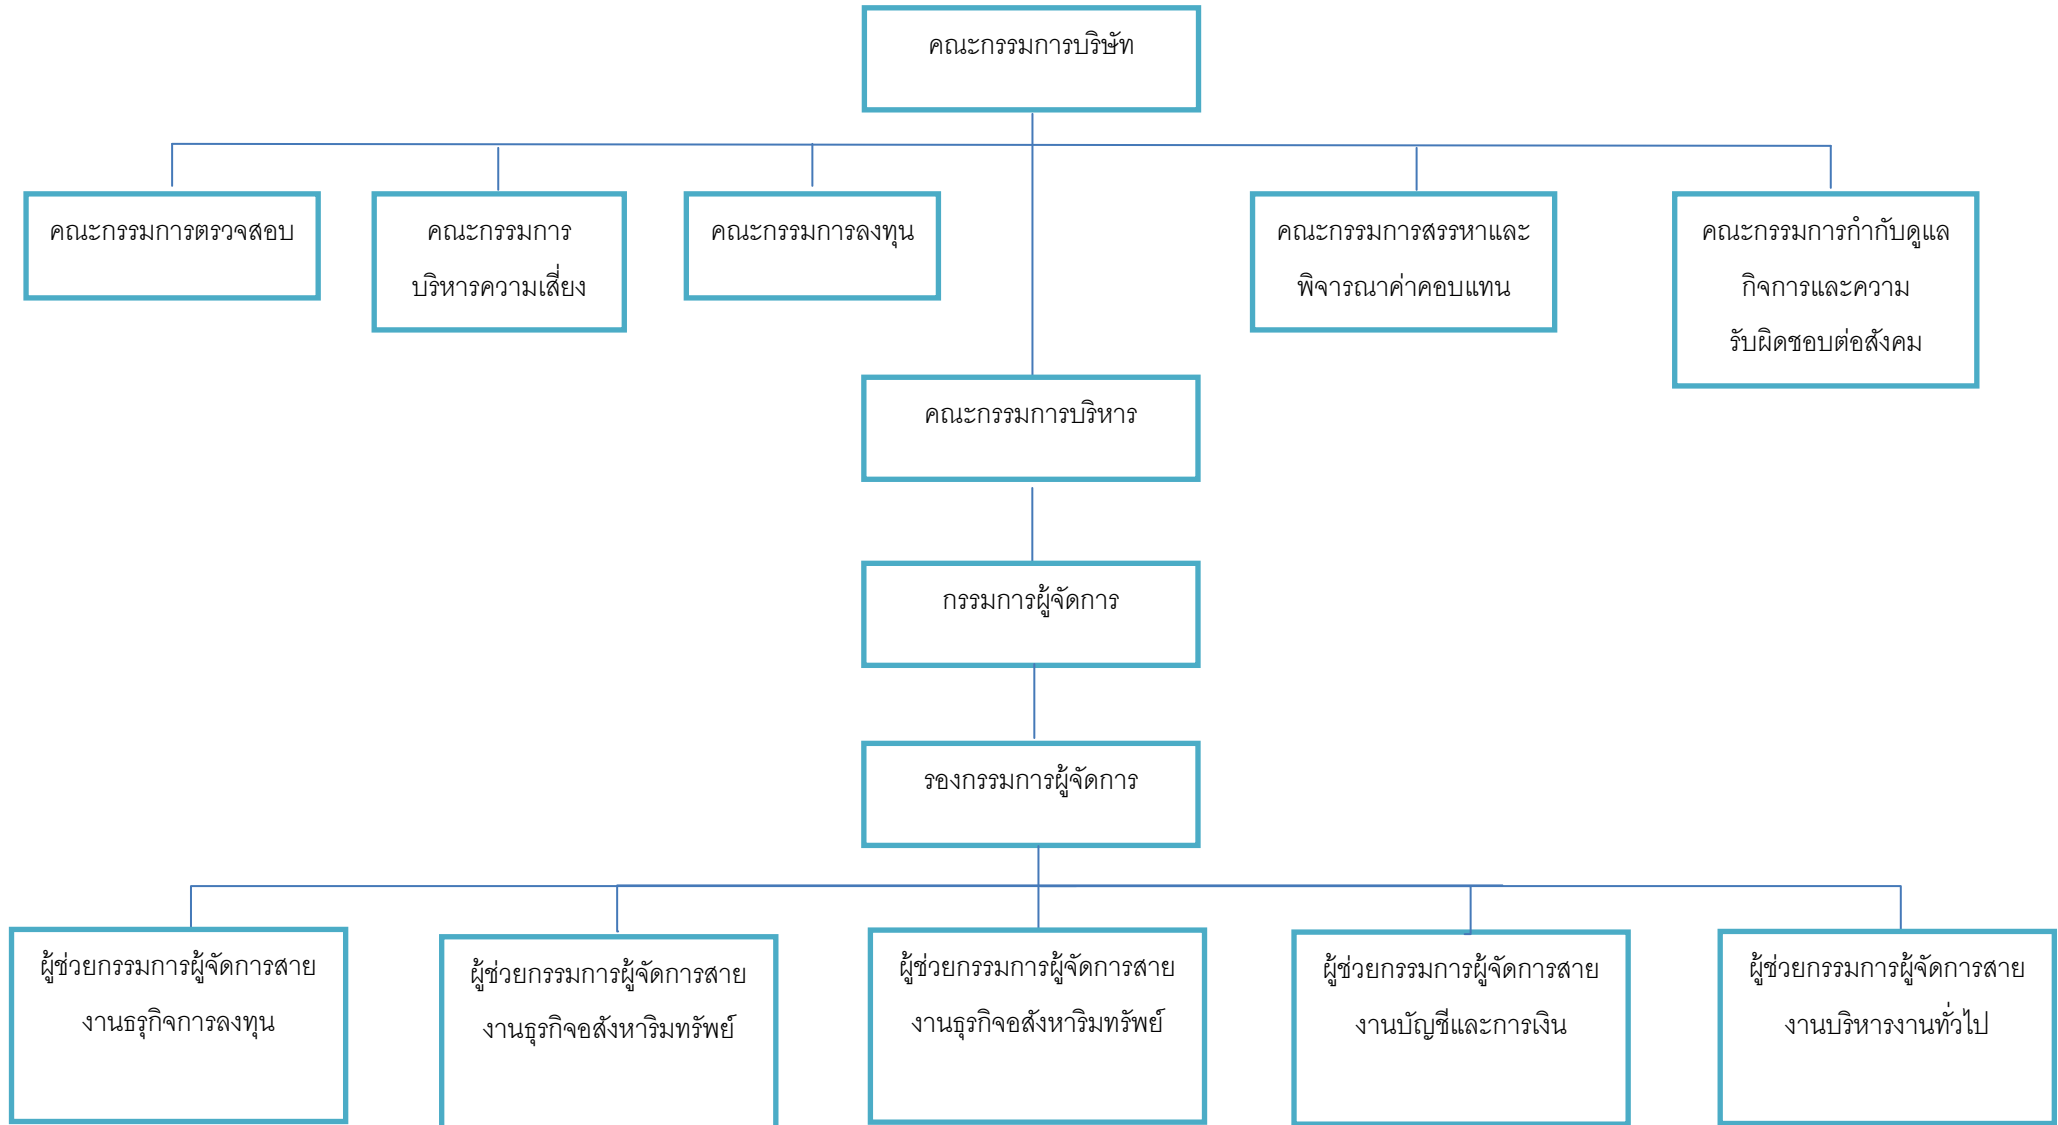 คณะกรรมการบริษัท
คณะกรรมการตรวจสอบ
คณะกรรมการ
บริหารความเสี่ยง
คณะกรรมการลงทุน
คณะกรรมการสรรหาและ
พิจารณาค่าคอบแทน
คณะกรรมการกำกับดูแล
กิจการและความ
รับผิดชอบต่อสังคม
คณะกรรมการบริหาร
กรรมการผู้จัดการ
รองกรรมการผู้จัดการ
ผู้ช่วยกรรมการผู้จัดการสาย
งานธรุกิจการลงทุน
ผู้ช่วยกรรมการผู้จัดการสาย
งานธุรกิจอสังหาริมทรัพย์
ผู้ช่วยกรรมการผู้จัดการสาย
งานธุรกิจอสังหาริมทรัพย์
ผู้ช่วยกรรมการผู้จัดการสาย
งานบัญชีและการเงิน
ผู้ช่วยกรรมการผู้จัดการสาย
งานบริหารงานทั่วไป